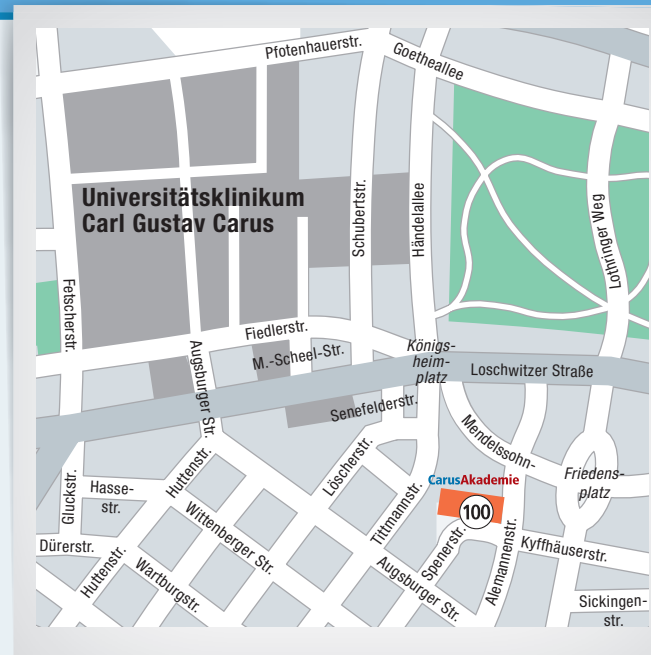 Pfotenhauerstr.
Goetheallee
Universitätsklinikum
Carl Gustav Carus
Schubertstr.
Händelallee
Lothringer Weg
Fetscherstr.
Fiedlerstr.
Augsburger Str.
M.-Scheel-Str.
Königs-
heim-
platz
Loschwitzer Straße
Senefelderstr.
Mendelssohn-
Löscherstr.
Huttenstr.
CarusAkademie
100
Friedens-
platz
Gluckstr.
Hasse-
str.
Tittmannstr.
Wittenberger Str.
Spenerstr.
Alemannenstr.
Kyffhäuserstr.
Dürerstr.
Huttenstr.
Wartburgstr.
Augsburger Str.
Sickingen-
str.